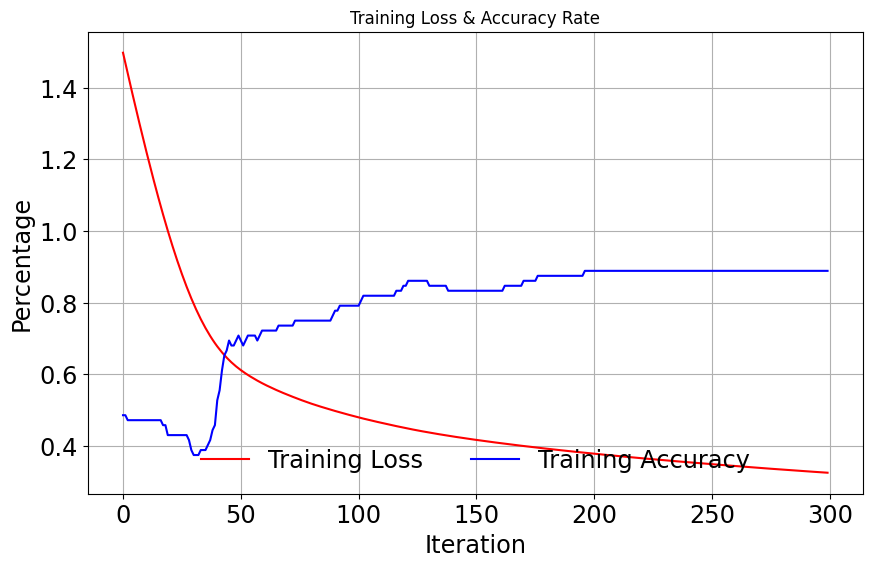 Training Loss & Accuracy Rate
1.4
1.2
1.0
0.8
0.6
0.4
Percentage
Training Loss Training Accuracy
0 50 100 150 200 250 300
Iteration